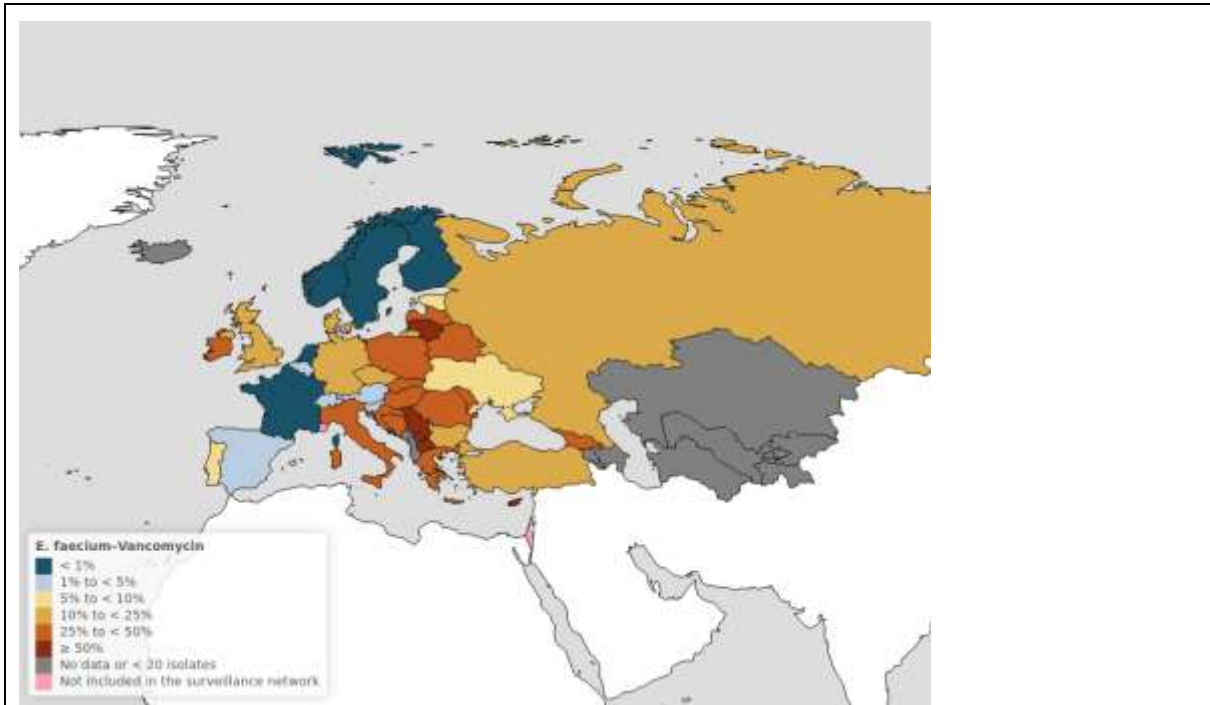 E. faecium–Vancomycin
< 1%
1% to < 5%
5% to < 10%
10% to < 25%
25% to < 50%
≥ 50%
No data or < 20 isolates
Not included in the surveillance network